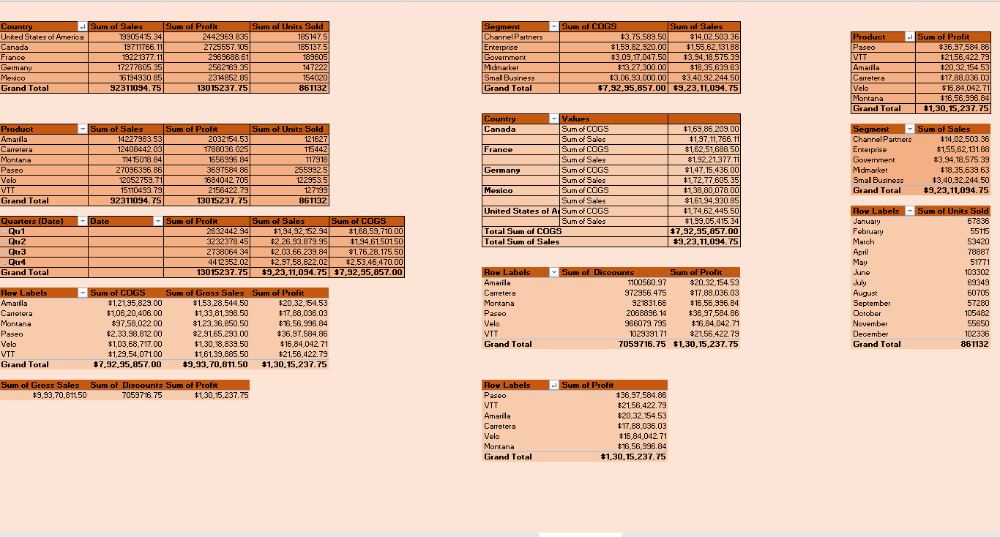 Country Sum of Sales Sum of Profit Sum of Units Sold
United States of America 19905415.34 2442969.835 185147.5
Canada 19711766.11 2725557.105 185137.5
France 19221377.11 2969688.61 189605
Germany 17277605.35 2562169.35 147222
Mexico 16194930.85 2314852.85 154020
Grand Total 92311094.75 13015237.75 861132
Product Sum of Sales Sum of Profit Sum of Units Sold
Amarilla 14227983.53 2032154.53 121627
Carretera 12408442.03 1788036.025 115442
Montana 11415018.84 1656996.84 117918
Paseo 27096396.86 3697584.86 255992.5
Velo 12052759.71 1684042.705 122953.5
VTT 15110493.79 2156422.79 127199
Grand Total 92311094.75 13015237.75 861132
Quarters (Date) Date Sum of Profit Sum of Sales Sum of COGS
Qtr1 2632442.94 $1,94,92,152.94 $1,68,59,710.00
Qtr2 3232378.45 $2,26,93,879.95 $1,94,61,501.50
Qtr3 2738064.34 $2,03,66,239.84 $1,76,28,175.50
Qtr4 4412352.02 $2,97,58,822.02 $2,53,46,470.00
Grand Total 13015237.75 $9,23,11,094.75 $7,92,95,857.00
Row Labels Sum of COGS Sum of Gross Sales Sum of Profit
Amarilla $1,21,95,829.00 $1,53,28,544.50 $20,32,154.53
Carretera $1,06,20,406.00 $1,33,81,398.50 $17,88,036.03
Montana $97,58,022.00 $1,23,36,850.50 $16,56,996.84
Paseo $2,33,98,812.00 $2,91,65,293.00 $36,97,584.86
Velo $1,03,68,717.00 $1,30,18,839.50 $16,84,042.71
VTT $1,29,54,071.00 $1,61,39,885.50 $21,56,422.79
Grand Total $7,92,95,857.00 $9,93,70,811.50 $1,30,15,237.75
Sum of Gross Sales Sum of Discounts Sum of Profit
$9,93,70,811.50 7059716.75 $1,30,15,237.75
Segment Sum of COGS Sum of Sales
Channel Partners $3,75,589.50 $14,02,503.36
Enterprise $1,59,82,920.00 $1,55,62,131.88
Government $3,09,17,047.50 $3,94,18,575.39
Midmarket $13,27,300.00 $18,35,639.63
Small Business $3,06,93,000.00 $3,40,92,244.50
Grand Total $7,92,95,857.00 $9,23,11,094.75
Country Values
Canada Sum of COGS $1,69,86,209.00
Sum of Sales $1,97,11,766.11
France Sum of COGS $1,62,51,688.50
Sum of Sales $1,92,21,377.11
Germany Sum of COGS $1,47,15,436.00
Sum of Sales $1,72,77,605.35
Mexico Sum of COGS $1,38,80,078.00
Sum of Sales $1,61,94,930.85
United States of Ar Sum of COGS $1,74,62,445.50
Sum of Sales $1,99,05,415.34
Total Sum of COGS $7,92,95,857.00
Total Sum of Sales $9,23,11,094.75
Row Labels Sum of Discounts Sum of Profit
Amarilla 1100560.97 $20,32,154.53
Carretera 972956.475 $17,88,036.03
Montana 921831.66 $16,56,996.84
Paseo 2068896.14 $36,97,584.86
Velo 966079.795 $16,84,042.71
VTT 1029391.71 $21,56,422.79
Grand Total 7059716.75 $1,30,15,237.75
Row Labels Sum of Profit
Paseo $36,97,584.86
VTT $21,56,422.79
Amarilla $20,32,154.53
Carretera $17,88,036.03
Velo $16,84,042.71
Montana $16,56,996.84
Grand Total $1,30,15,237.75
Product Sum of Profit
Paseo $36,97,584.86
VTT $21,56,422.79
Amarilla $20,32,154.53
Carretera $17,88,036.03
Velo $16,84,042.71
Montana $16,56,996.84
Grand Total $1,30,15,237.75
Segment Sum of Sales
Channel Partners $14,02,503.36
Enterprise $1,55,62,131.88
Government $3,94,18,575.39
Midmarket $18,35,639.63
Small Business $3,40,92,244.50
Grand Total $9,23,11,094.75
Row Labels Sum of Units Sold
January 67836
February 55115
March 53420
April 78887
May 51771
June 103302
July 69349
August 60705
September 57280
October 105482
November 55650
December 102336
Grand Total 861132